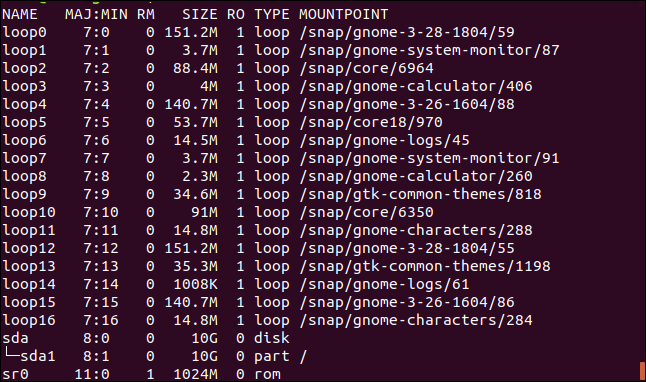 NAME   MAJ:MIN RM   SIZE RO TYPE MOUNTPOINT
loop0    7:0    0 151.2M  1 loop /snap/gnome-3-28-1804/59
loop1    7:1    0   3.7M  1 loop /snap/gnome-system-monitor/87
loop2    7:2    0  88.4M  1 loop /snap/core/6964
loop3    7:3    0     4M  1 loop /snap/gnome-calculator/406
loop4    7:4    0 140.7M  1 loop /snap/gnome-3-26-1604/88
loop5    7:5    0  53.7M  1 loop /snap/core18/970
loop6    7:6    0  14.5M  1 loop /snap/gnome-logs/45
loop7    7:7    0   3.7M  1 loop /snap/gnome-system-monitor/91
loop8    7:8    0   2.3M  1 loop /snap/gnome-calculator/260
loop9    7:9    0  34.6M  1 loop /snap/gtk-common-themes/818
loop10   7:10   0    91M  1 loop /snap/core/6350
loop11   7:11   0  14.8M  1 loop /snap/gnome-characters/288
loop12   7:12   0 151.2M  1 loop /snap/gnome-3-28-1804/55
loop13   7:13   0  35.3M  1 loop /snap/gtk-common-themes/1198
loop14   7:14   0  1008K  1 loop /snap/gnome-logs/61
loop15   7:15   0 140.7M  1 loop /snap/gnome-3-26-1604/86
loop16   7:16   0  14.8M  1 loop /snap/gnome-characters/284
sda      8:0    0    10G  0 disk
└─sda1   8:1    0    10G  0 part /
sr0     11:0    1  1024M  0 rom